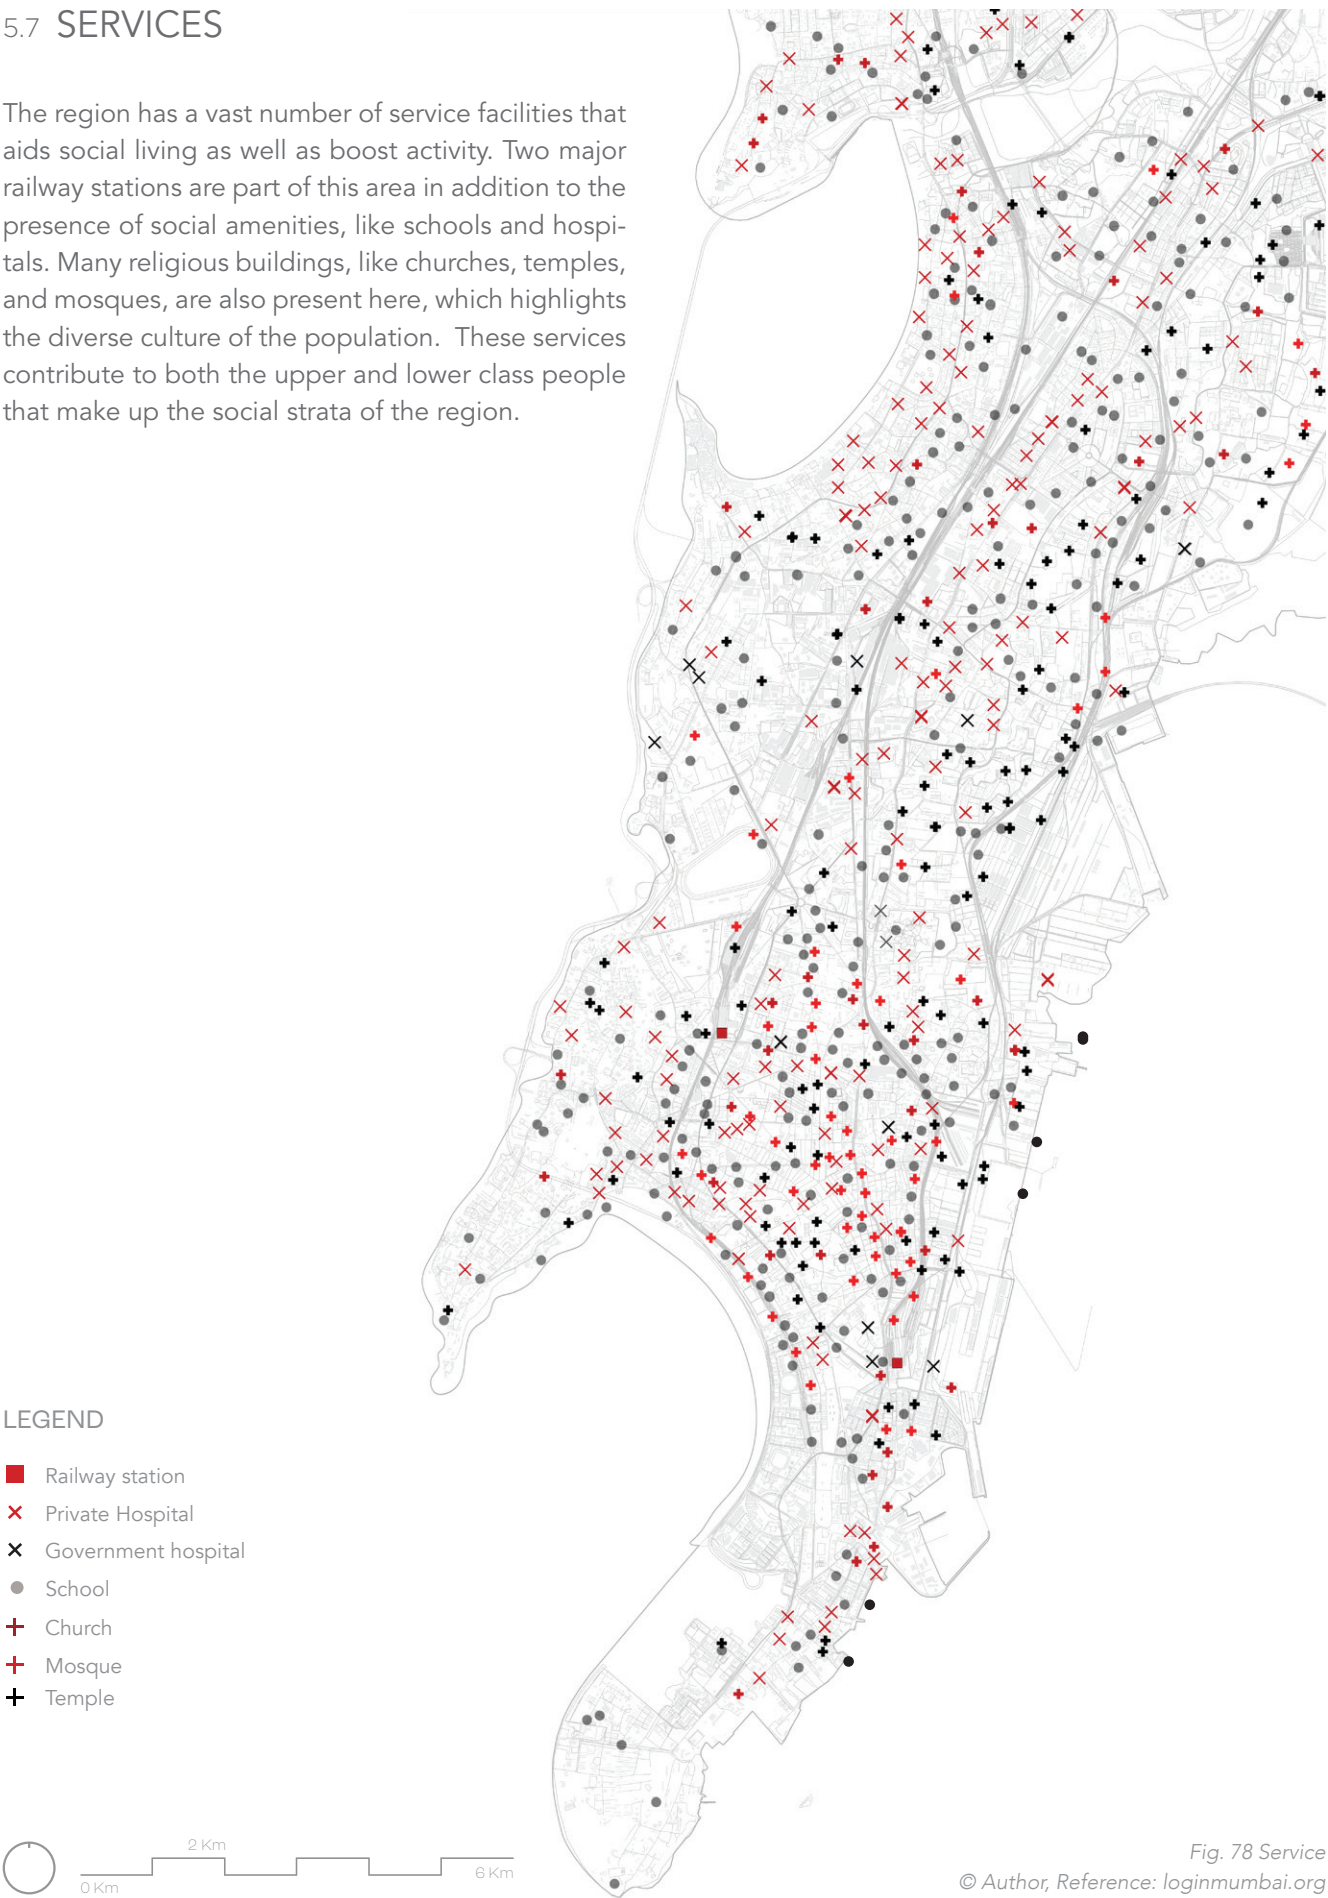 5.7 SERVICES
The region has a vast number of service facilities that
aids social living as well as boost activity. Two major
railway stations are part of this area in addition to the
presence of social amenities, like schools and hospi-
tals. Many religious buildings, like churches, temples,
and mosques, are also present here, which highlights
the diverse culture of the population. These services
contribute to both the upper and lower class people
that make up the social strata of the region.
LEGEND
Railway station
Private Hospital
Government hospital
School
Church
Mosque
Temple
2 Km
6 Km
0 Km
Fig. 78 Service
© Author, Reference: loginmumbai.org